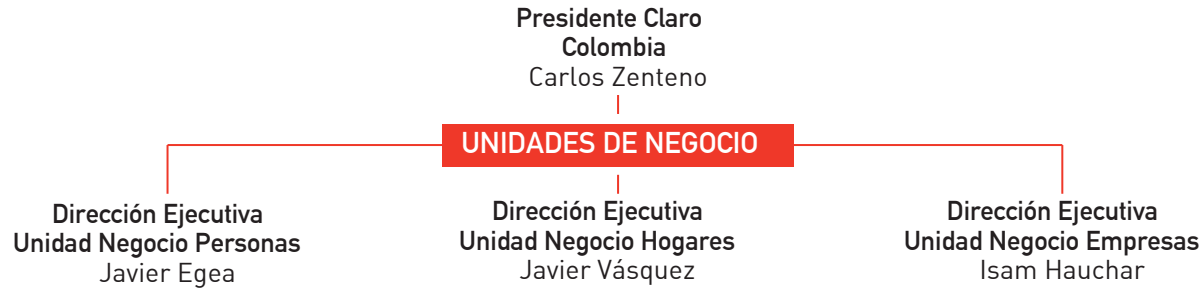 Presidente Claro
Colombia
Carlos Zenteno
UNIDADES DE NEGOCIO
Dirección Ejecutiva
Unidad Negocio Personas
Javier Egea
Dirección Ejecutiva
Unidad Negocio Hogares
Javier Vásquez
Dirección Ejecutiva
Unidad Negocio Empresas
Isam Hauchar